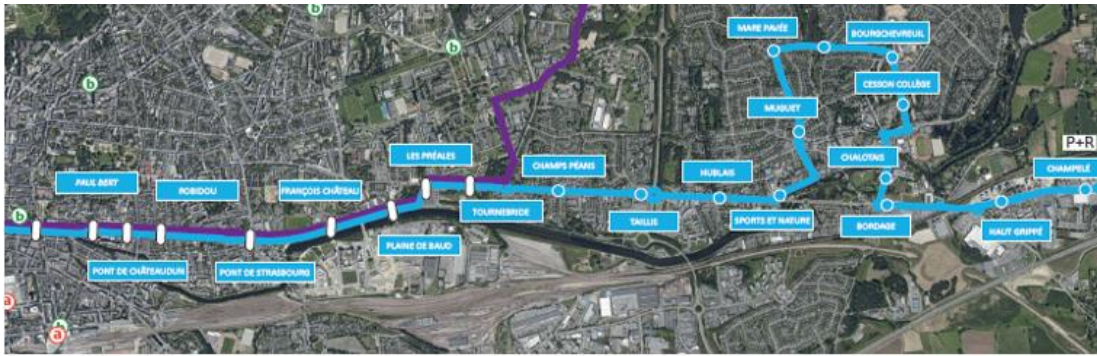 b
MARE PAVÉE
BOURGCHEVREUIL
b
b
CESSON COLLÈGE
MUGUET
P+R
LES PRÉALES
CHAMPS PÉANS
CHALOTAIS
CHAMPELÉ
PAUL BERT
ROBIDOU
FRANÇOIS CHÂTEAU
HUBLAIS
b
TOURNEBRIDE
TAILLIS
SPORTS ET NATURE
BORDAGE
HAUT GRIPPÉ
PLAINE DE BAUD
PONT DE CHÂTEAUDUN
PONT DE STRASBOURG
a
b
a